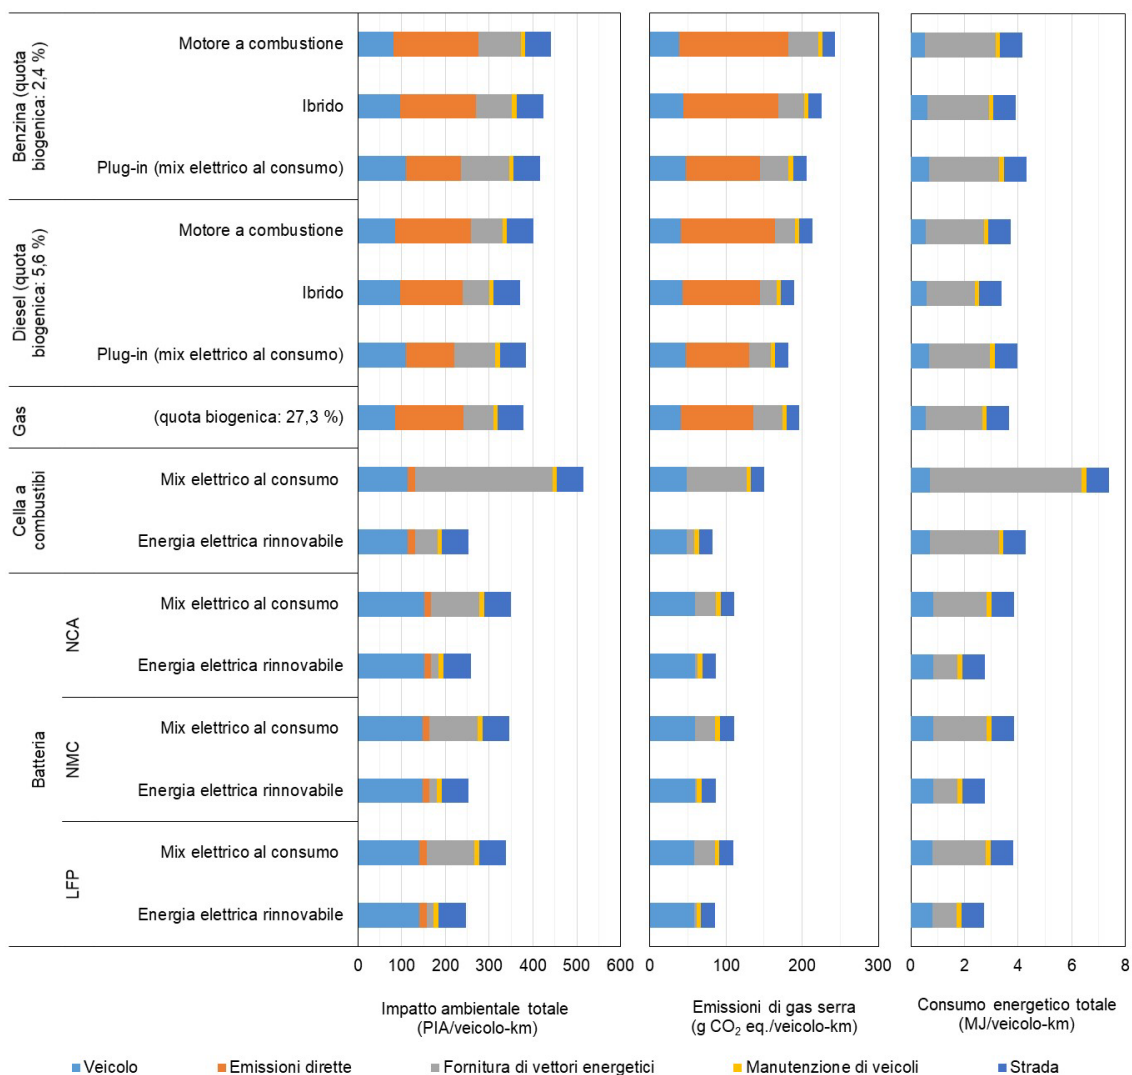 Benzina (quota
biogenica: 2,4 %)
Motore a combustione
Ibrido
Plug-in (mix elettrico al consumo)
Diesel (quota
biogenica: 5,6 %)
Motore a combustione
Ibrido
Plug-in (mix elettrico al consumo)
Gas
(quota biogenica: 27,3 %)
Cella a
combustibi
Mix elettrico al consumo
Energia elettrica rinnovabile
Batteria
NCA
Mix elettrico al consumo
Energia elettrica rinnovabile
NMC
Mix elettrico al consumo
Energia elettrica rinnovabile
LFP
Mix elettrico al consumo
Energia elettrica rinnovabile
0 100 200 300 400 500 600
Impatto ambientale totale
(PIA/veicolo-km)
0 100 200 300
Emissioni di gas serra
(g CO₂ eq./veicolo-km)
0 2 4 6 8
Consumo energetico totale
(MJ/veicolo-km)
Veicolo Emissioni dirette Fornitura di vettori energetici Manutenzione di veicoli Strada